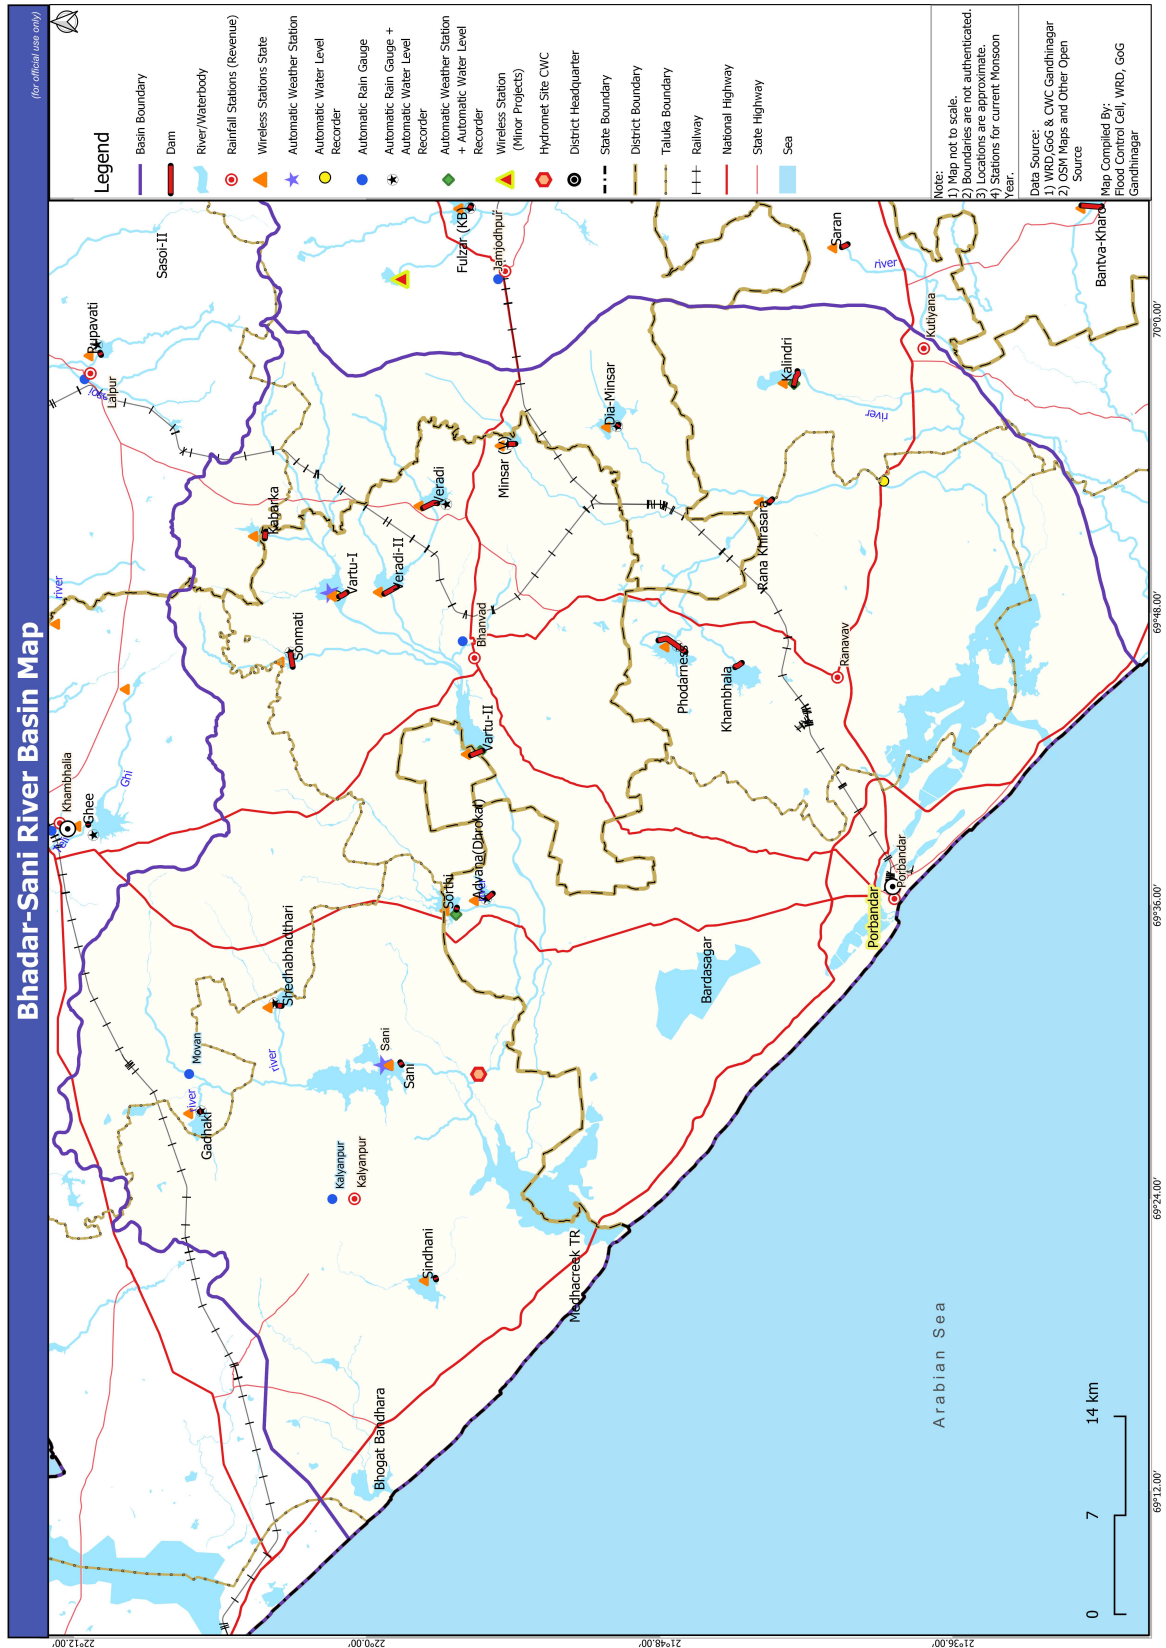 Bhadar-Sani River Basin Map
(for official use only)
Legend
Basin Boundary
Dam
River/Waterbody
Rainfall Stations (Revenue)
Wireless Stations State
Automatic Weather Station
Automatic Water Level
Recorder
Automatic Rain Gauge
Automatic Rain Gauge +
Automatic Water Level
Recorder
Automatic Weather Station
+ Automatic Water Level
Recorder
Wireless Station
(Minor Projects)
Hydromet Site CWC
District Headquarter
State Boundary
District Boundary
Taluka Boundary
Railway
National Highway
State Highway
Sea
Note:
1) Map not to scale.
2) Boundaries are not authenticated.
3) Locations are approximate.
4) Stations for current Monsoon
Year.
Data Source:
1) WRD,GoG & CWC Gandhinagar
2) OSM Maps and Other Open
Source
Map Compiled By:
Flood Control Cell, WRD, GoG
Gandhinagar
Sasoi-II
Rupavati
Lalpur
Fulzar (KB)
Jamjodhpur
Saran
river
Bantva-Kharo
Kutiyana
Kalindri
river
Dia-Minsar
Minsar (V)
Veradi
Kabarka
Vartu-I
Veradi-II
Rana Khirasara
river
Sonmati
Bhanvad
Ranavav
Phodarness
Khambhala
Vartu-II
Khambhalia
Ghee
Ghi
Advana(Dhrokar)
Sorthi
Porbandar
Porbandar
Shedhabhadthari
Bardasagar
Movan
river
river
Gadhaki
Sani
Sani
Kalyanpur
Kalyanpur
Sindhani
Medhacreek TR
Bhogat Bandhara
Arabian Sea
0
7
14 km
69°12.00'
69°24.00'
69°36.00'
69°48.00'
70°0.00'
22°12.00'
22°0.00'
21°48.00'
21°36.00'